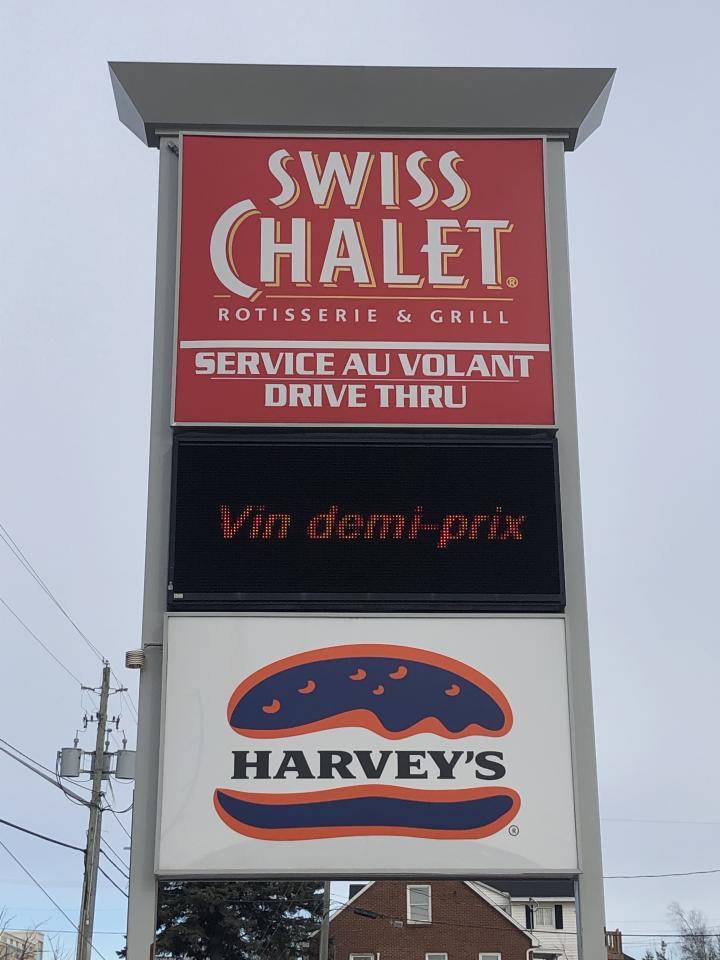 SWISS
CHALET®
ROTISSERIE & GRILL
SERVICE AU VOLANT
DRIVE THRU
Vin demi-prix
HARVEY'S
®